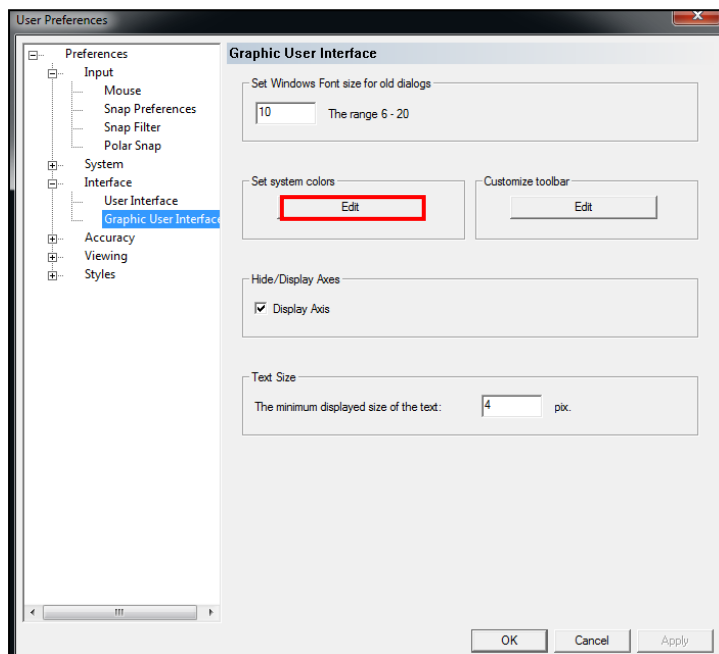 User Preferences
Preferences
Input
Mouse
Snap Preferences
Snap Filter
Polar Snap
System
Interface
User Interface
Graphic User Interface
Accuracy
Viewing
Styles
Graphic User Interface
Set Windows Font size for old dialogs
10 The range 6 - 20
Set system colors
Edit
Customize toolbar
Edit
Hide/Display Axes
Display Axis
Text Size
The minimum displayed size of the text: 4 pix.
OK Cancel Apply